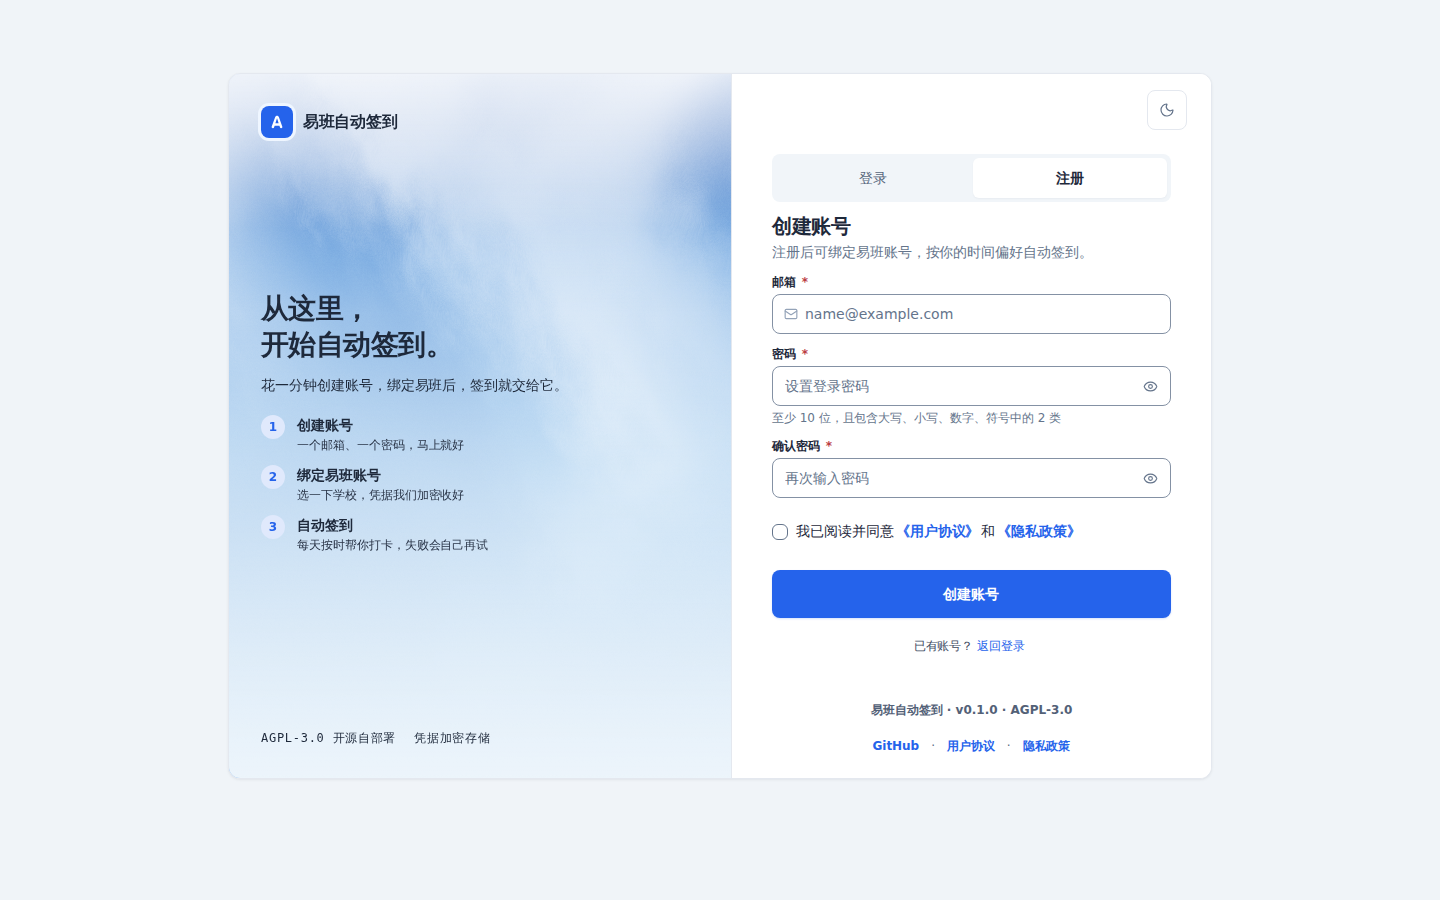 易班自动签到
从这里，
开始自动签到。
花一分钟创建账号，绑定易班后，签到就交给它。
1 创建账号
一个邮箱、一个密码，马上就好
2 绑定易班账号
选一下学校，凭据我们加密收好
3 自动签到
每天按时帮你打卡，失败会自己再试
AGPL-3.0 开源自部署 凭据加密存储
登录 注册
创建账号
注册后可绑定易班账号，按你的时间偏好自动签到。
邮箱 *
name@example.com
密码 *
设置登录密码
至少 10 位，且包含大写、小写、数字、符号中的 2 类
确认密码 *
再次输入密码
我已阅读并同意《用户协议》和《隐私政策》
创建账号
已有账号？ 返回登录
易班自动签到 · v0.1.0 · AGPL-3.0
GitHub · 用户协议 · 隐私政策